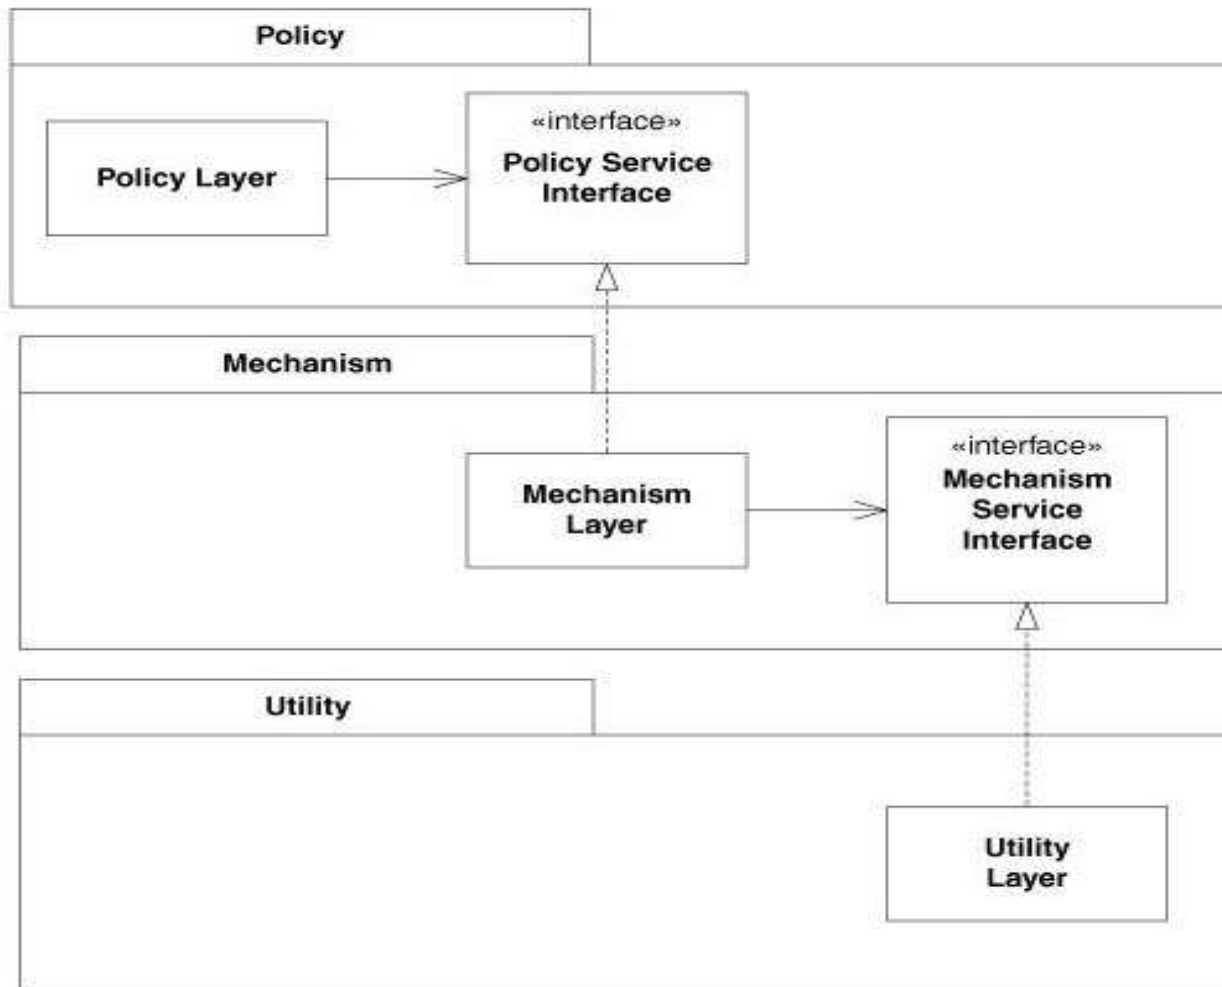 Policy
«interface»
Policy Layer
Policy Service
Interface
Mechanism
«interface»
Mechanism
Layer
Mechanism
Service
Interface
Utility
Utility
Layer